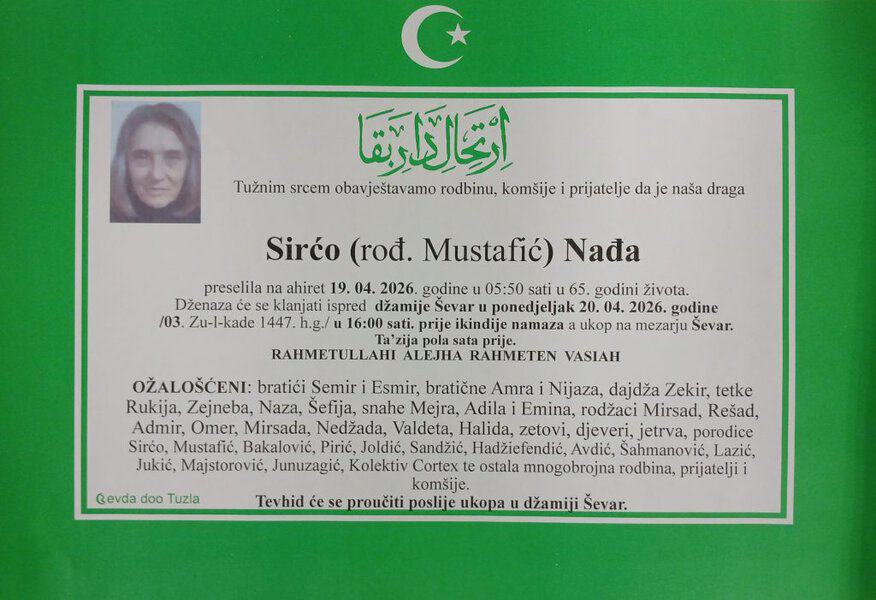 اِرْتِحَالِ دَارِ بَقَا
Tužnim srcem obavještavamo rodbinu, komšije i prijatelje da je naša draga
Sirćo (rođ. Mustafić) Nađa
preselila na ahiret 19. 04. 2026. godine u 05:50 sati u 65. godini života.
Dženaza će se klanjati ispred džamije Ševar u ponedjeljak 20. 04. 2026. godine
/03. Zu-l-kade 1447. h.g./ u 16:00 sati. prije ikindije namaza a ukop na mezarju Ševar.
Ta'zija pola sata prije.
RAHMETULLAHI ALEJHA RAHMETEN VASIAH
OŽALOŠĆENI: bratići Semir i Esmir, bratične Amra i Nijaza, dajdža Zekir, tetke
Rukija, Zejneba, Naza, Šefija, snahe Mejra, Adila i Emina, rodžaci Mirsad, Rešad,
Admir, Omer, Mirsada, Nedžada, Valdeta, Halida, zetovi, djeveri, jetrva, porodice
Sirćo, Mustafić, Bakalović, Pirić, Joldić, Sandžić, Hadžiefendić, Avdić, Šahmanović, Lazić,
Jukić, Majstorović, Junuzagić, Kolektiv Cortex te ostala mnogobrojna rodbina, prijatelji i
komšije.
Tevhid će se proučiti poslije ukopa u džamiji Ševar.
evda doo Tuzla